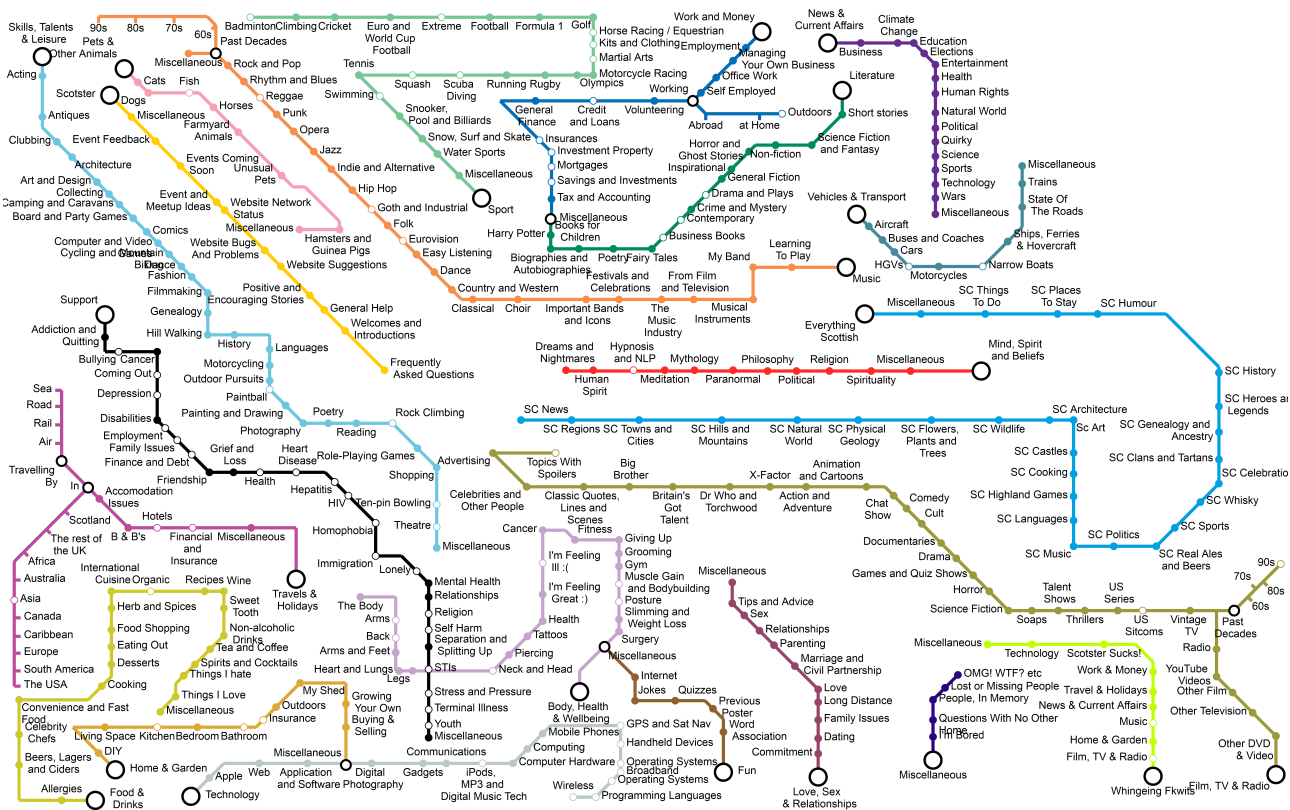 Skills, Talents
& Leisure
Acting
Antiques
Clubbing
Architecture
Art and Design
Collecting
Camping and Caravans
Board and Party Games
Comics
Computer and Video
Games
Cycling and Mountain
Biking
Dance
Fashion
Filmmaking
Genealogy
Hill Walking
History
Languages
Motorcycling
Outdoor Pursuits
Paintball
Painting and Drawing
Photography
Poetry
Reading
Rock Climbing
Role-Playing Games
Shopping
Ten-pin Bowling
Theatre
Miscellaneous
Pets &
Other Animals
Cats
Dogs
Fish
Horses
Farmyard
Animals
Unusual
Pets
Hamsters and
Guinea Pigs
Miscellaneous
Scotster
Miscellaneous
Event Feedback
Events Coming
Soon
Event and
Meetup Ideas
Website Network
Status
Website Bugs
And Problems
Website Suggestions
Positive and
Encouraging Stories
General Help
Welcome and
Introductions
Frequently
Asked Questions
90s
80s
70s
60s
Past Decades
Miscellaneous
Rock and Pop
Rhythm and Blues
Reggae
Punk
Opera
Jazz
Indie and Alternative
Hip Hop
Goth and Industrial
Folk
Eurovision
Easy Listening
Dance
Country and Western
Classical
Choir
Festivals and
Celebrations
Important Bands
and Icons
From Film
and Television
The
Music
Industry
Musical
Instruments
My Band
Learning
To Play
Music
Badminton
Climbing
Cricket
Euro and
World Cup
Football
Extreme
Football
Formula 1
Golf
Horse Racing / Equestrian
Kits and Clothing
Martial Arts
Motorcycle Racing
Olympics
Rugby
Running
Scuba
Diving
Squash
Tennis
Swimming
Snooker,
Pool and Billiards
Snow, Surf and Skate
Water Sports
Miscellaneous
Sport
Work and Money
Employment
Managing
Your Own Business
Office Work
Self Employed
Working
Abroad
at Home
Outdoors
Volunteering
Credit
and Loans
General
Finance
Insurances
Investment Property
Mortgages
Savings and Investments
Tax and Accounting
Miscellaneous
Literature
Short stories
Science Fiction
and Fantasy
Non-fiction
Horror and
Ghost Stories
Inspirational
General Fiction
Drama and Plays
Crime and Mystery
Contemporary
Business Books
Fairy Tales
Poetry
Biographies and
Autobiographies
Harry Potter
Books for
Children
News &
Current Affairs
Business
Climate
Change
Education
Elections
Entertainment
Health
Human Rights
Natural World
Political
Quirky
Science
Sports
Technology
Wars
Miscellaneous
Vehicles & Transport
Aircraft
Buses and Coaches
Cars
HGVs
Motorcycles
Narrow Boats
Ships, Ferries
& Hovercraft
State Of
The Roads
Trains
Miscellaneous
Everything
Scottish
Miscellaneous
SC Things
To Do
SC Places
To Stay
SC Humour
SC History
SC Heroes an
Legends
SC Genealogy and
Ancestry
SC Clans and Tartans
SC Celebratio
SC Whisky
SC Sports
SC Real Ales
and Beers
SC Politics
SC Music
SC Languages
SC Highland Games
SC Cooking
SC Castles
Sc Art
SC Architecture
SC Wildlife
SC Flowers,
Plants and
Trees
SC Physical
Geology
SC Natural
World
SC Hills and
Mountains
SC Towns and
Cities
SC Regions
SC News
Dreams and
Nightmares
Human
Spirit
Hypnosis
and NLP
Meditation
Mythology
Paranormal
Philosophy
Political
Religion
Spirituality
Miscellaneous
Mind, Spirit
and Beliefs
Support
Addiction and
Quitting
Bullying
Cancer
Coming Out
Depression
Disabilities
Employment
Family Issues
Finance and Debt
Friendship
Grief and
Loss
Health
Heart
Disease
Hepatitis
HIV
Homophobia
Immigration
Lonely
Mental Health
Relationships
Religion
Self Harm
Separation and
Splitting Up
STIs
Stress and Pressure
Terminal Illness
Youth
Miscellaneous
Sea
Road
Rail
Air
Travelling
By
In
Scotland
The rest of
the UK
Africa
Australia
Asia
Canada
Caribbean
Europe
South America
The USA
Accomodation
Issues
B & B's
Hotels
Financial
and
Insurance
Miscellaneous
Travels &
Holidays
Advertising
Topics With
Spoilers
Celebrities and
Other People
Classic Quotes,
Lines and
Scenes
Big
Brother
Britain's
Got
Talent
Dr Who and
Torchwood
X-Factor
Action and
Adventure
Animation
and Cartoons
Chat
Show
Comedy
Cult
Documentaries
Drama
Games and Quiz Shows
Horror
Science Fiction
Soaps
Talent
Shows
Thrillers
US
Series
US
Sitcoms
Vintage
TV
Past
Decades
60s
70s
80s
90s
Radio
YouTube
Videos
Other Film
Other Television
Other DVD
& Video
Film, TV & Radio
International
Cuisine
Organic
Recipes
Wine
Sweet
Tooth
Non-alcoholic
Drinks
Tea and Coffee
Spirits and Cocktails
Things I hate
Things I Love
Miscellaneous
Herb and Spices
Food Shopping
Eating Out
Desserts
Cooking
Convenience and Fast
Food
Celebrity
Chefs
Beers, Lagers
and Ciders
Allergies
Food &
Drinks
Home & Garden
DIY
Living Space
Kitchen
Bedroom
Bathroom
Insurance
Outdoors
My Shed
Growing
Your Own
Buying &
Selling
Miscellaneous
Technology
Apple
Web
Application
and Software
Digital
Photography
Communications
Gadgets
iPods,
MP3 and
Digital Music Tech
Computer Hardware
Computing
Mobile Phones
GPS and Sat Nav
Handheld Devices
Operating Systems
Broadband
Operating Systems
Programming Languages
Wireless
Cancer
Fitness
Giving Up
Grooming
Gym
Muscle Gain
and Bodybuilding
Posture
Slimming and
Weight Loss
Surgery
Miscellaneous
I'm Feeling
Ill :(
I'm Feeling
Great :)
Health
Tattoos
Piercing
Neck and Head
Legs
Heart and Lungs
Arms and Feet
Back
Arms
The Body
Body, Health
& Wellbeing
Internet
Jokes
Quizzes
Previous
Poster
Word
Association
Fun
Miscellaneous
Tips and Advice
Sex
Relationships
Parenting
Marriage and
Civil Partnership
Love
Long Distance
Family Issues
Dating
Commitment
Love, Sex
& Relationships
OMG! WTF? etc
Lost or Missing People
People, In Memory
Questions With No Other
Home
I'm Bored
Miscellaneous
Miscellaneous
Technology
Scotster Sucks!
Work & Money
Travel & Holidays
News & Current Affairs
Music
Home & Garden
Film, TV & Radio
Whingeing Fkwits